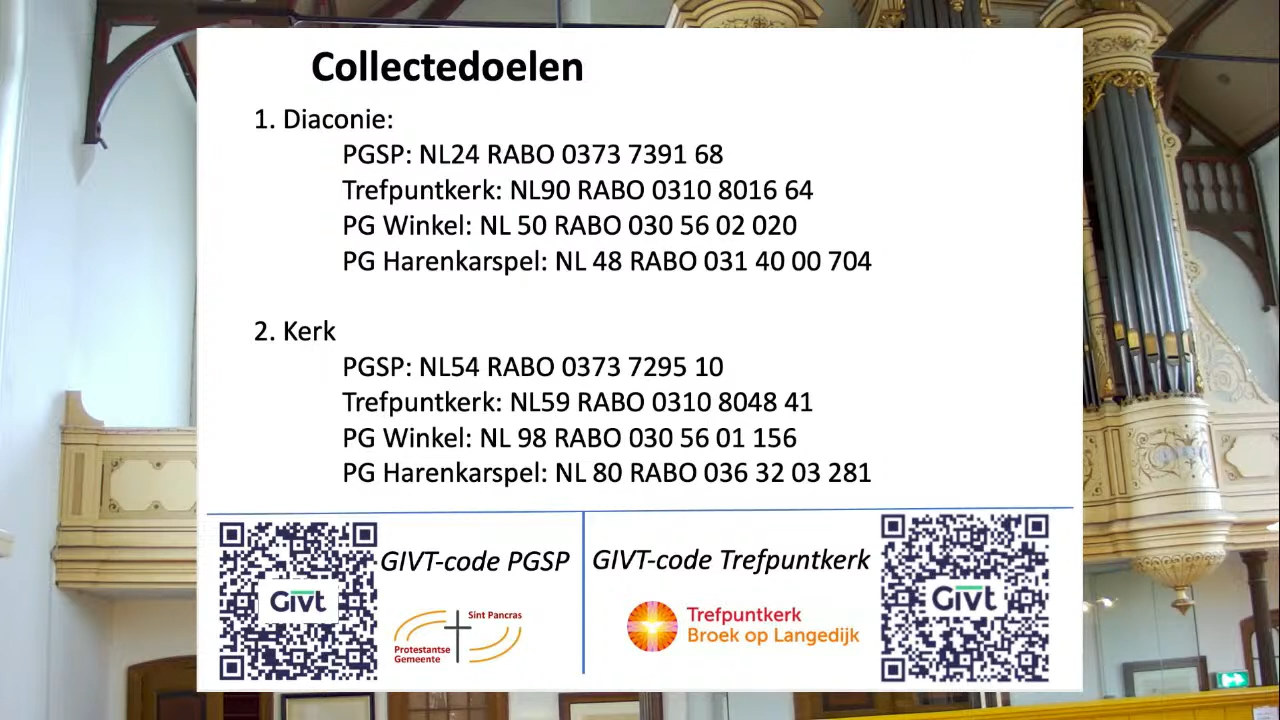 Collectedoelen
1. Diaconie:
PGSP: NL24 RABO 0373 7391 68
Trefpuntkerk: NL90 RABO 0310 8016 64
PG Winkel: NL 50 RABO 030 56 02 020
PG Harenkarspel: NL 48 RABO 031 40 00 704
2. Kerk
PGSP: NL54 RABO 0373 7295 10
Trefpuntkerk: NL59 RABO 0310 8048 41
PG Winkel: NL 98 RABO 030 56 01 156
PG Harenkarspel: NL 80 RABO 036 32 03 281
Givt
GIVT-code PGSP
Sint Pancras
Protestantse
Gemeente
GIVT-code Trefpuntkerk
Trefpuntkerk
Broek op Langedijk
Givt